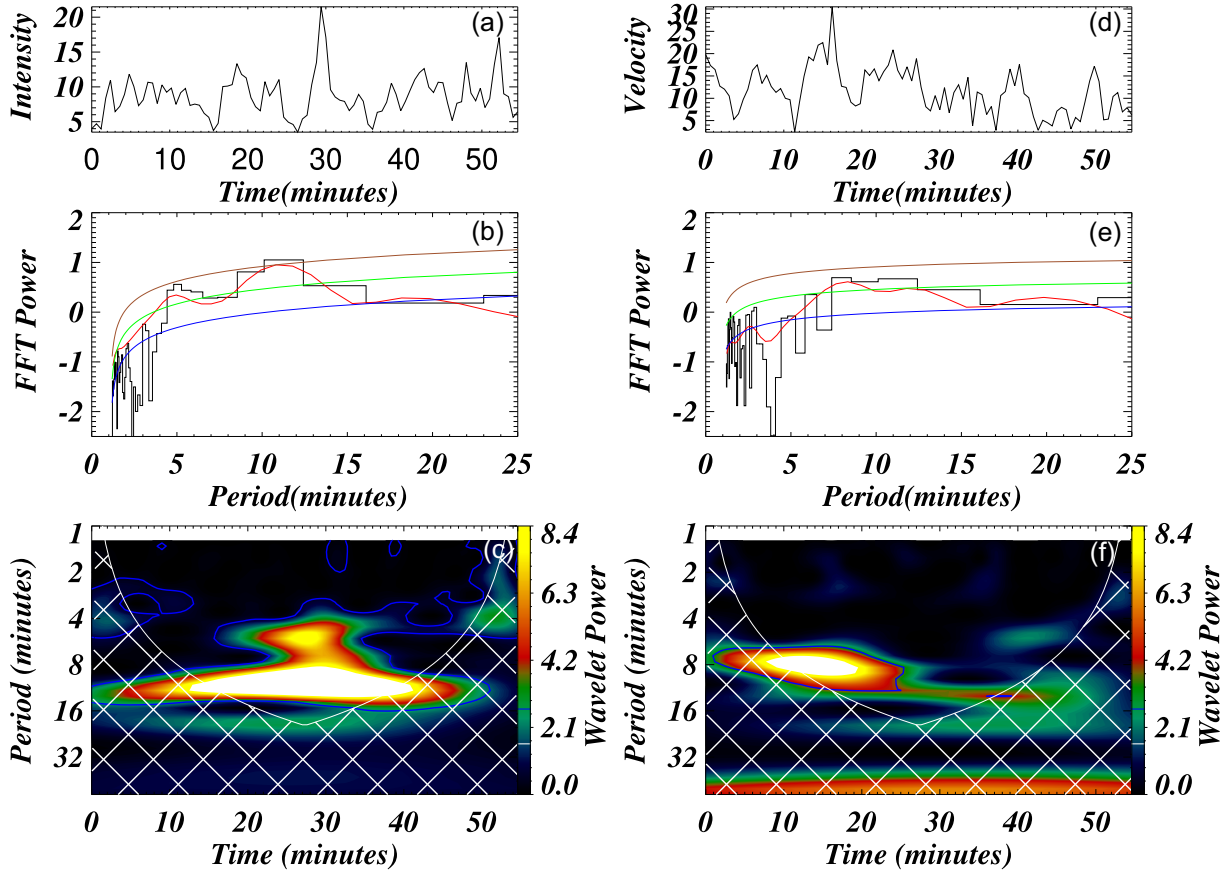 (a)
Intensity
20
15
10
5
0 10 20 30 40 50
Time(minutes)
(d)
Velocity
30
25
20
15
10
5
0 10 20 30 40 50
Time(minutes)
(b)
FFT Power
2
1
0
-1
-2
0 5 10 15 20 25
Period(minutes)
(e)
FFT Power
2
1
0
-1
-2
0 5 10 15 20 25
Period(minutes)
(c)
Period (minutes)
1
2
4
8
16
32
0 10 20 30 40 50
Time (minutes)
8.4
6.3
4.2
2.1
0.0
Wavelet Power
(f)
Period (minutes)
1
2
4
8
16
32
0 10 20 30 40 50
Time (minutes)
8.4
6.3
4.2
2.1
0.0
Wavelet Power